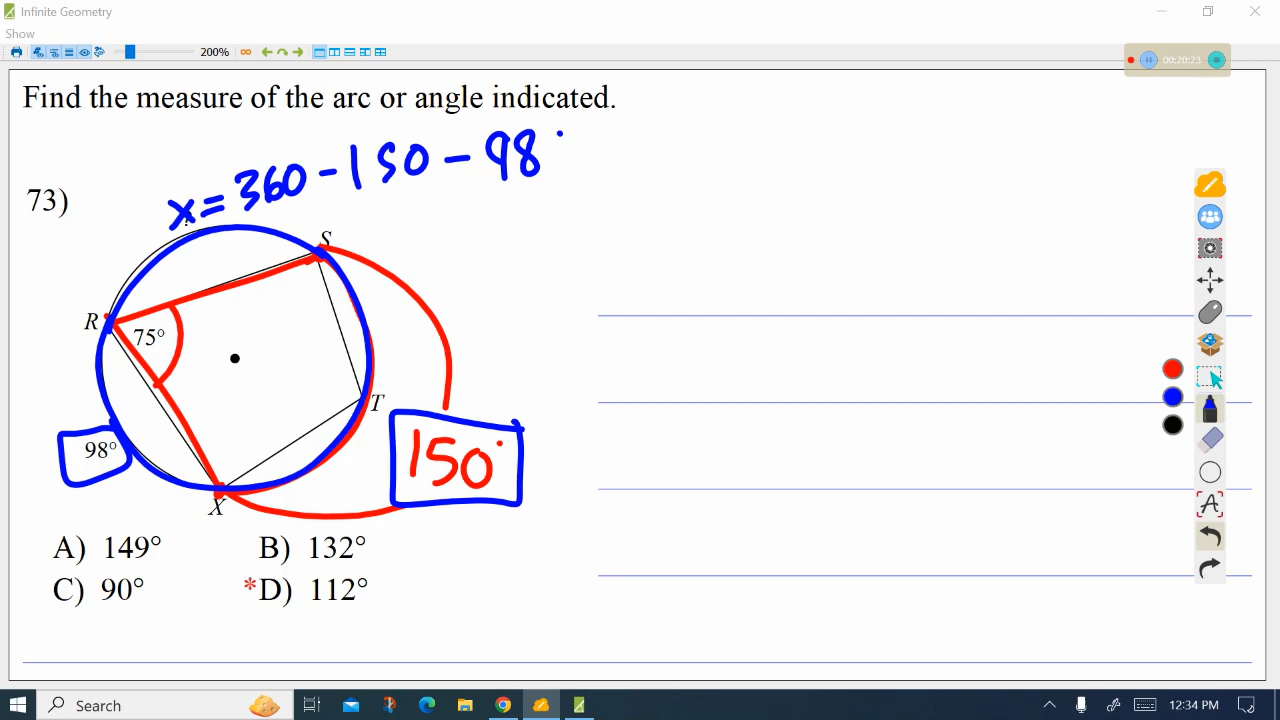 Infinite Geometry
Show
200%
00:20:23
Find the measure of the arc or angle indicated.
x = 360 - 150 - 98°
73)
?
S
R
75°
T
98°
150°
X
A) 149°
B) 132°
C) 90°
*D) 112°
A
Search
12:34 PM